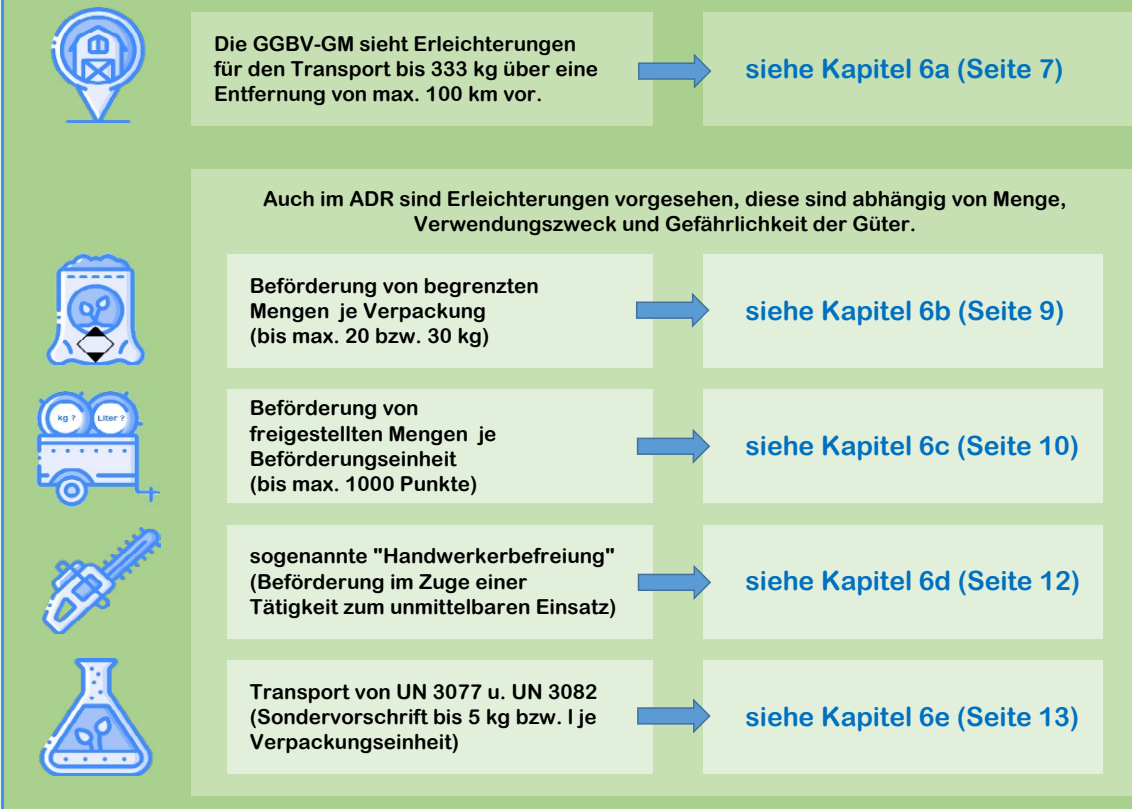 Die GGBV-GM sieht Erleichterungen
für den Transport bis 333 kg über eine
Entfernung von max. 100 km vor.
siehe Kapitel 6a (Seite 7)
Auch im ADR sind Erleichterungen vorgesehen, diese sind abhängig von Menge,
Verwendungszweck und Gefährlichkeit der Güter.
Beförderung von begrenzten
Mengen je Verpackung
(bis max. 20 bzw. 30 kg)
siehe Kapitel 6b (Seite 9)
kg ?
Liter ?
Beförderung von
freigestellten Mengen je
Beförderungseinheit
(bis max. 1000 Punkte)
siehe Kapitel 6c (Seite 10)
sogenannte "Handwerkerbefreiung"
(Beförderung im Zuge einer
Tätigkeit zum unmittelbaren Einsatz)
siehe Kapitel 6d (Seite 12)
Transport von UN 3077 u. UN 3082
(Sondervorschrift bis 5 kg bzw. l je
Verpackungseinheit)
siehe Kapitel 6e (Seite 13)